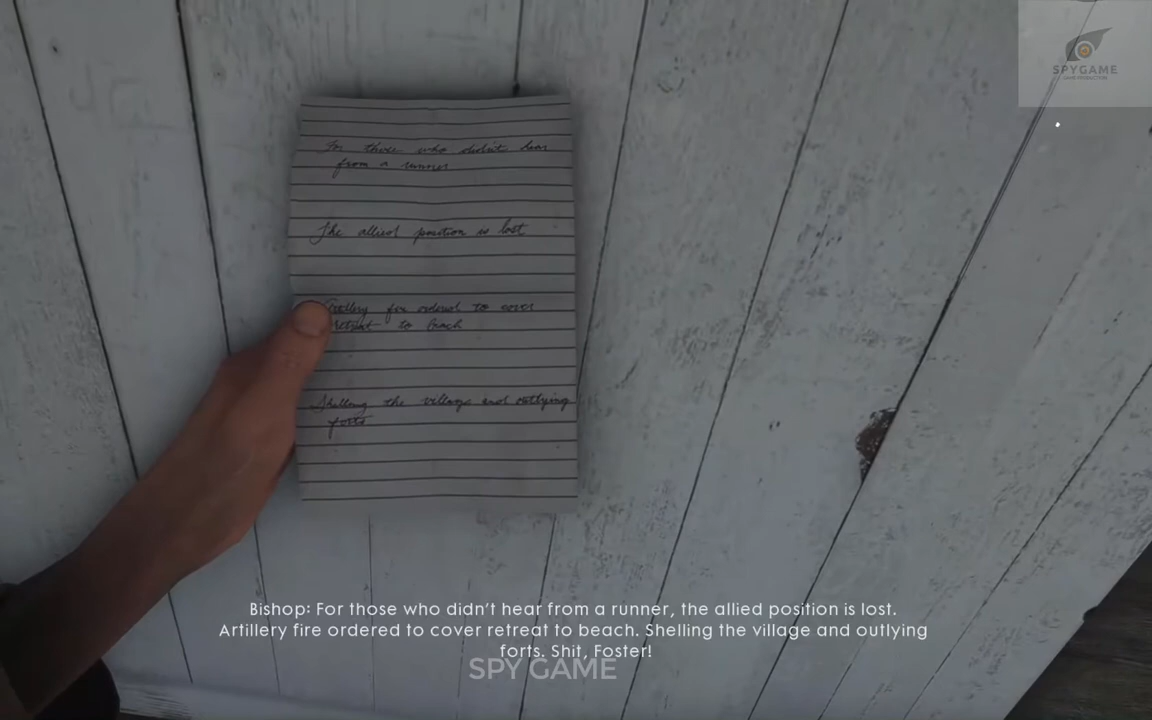 SPYGAME
GAME PRODUCTION
For those who didn't hear
from a runner
The allied position is lost
Artillery fire ordered to cover
retreat to beach
Shelling the village and outlying
forts
Bishop: For those who didn't hear from a runner, the allied position is lost.
Artillery fire ordered to cover retreat to beach. Shelling the village and outlying
forts. Shit, Foster!
SPY GAME